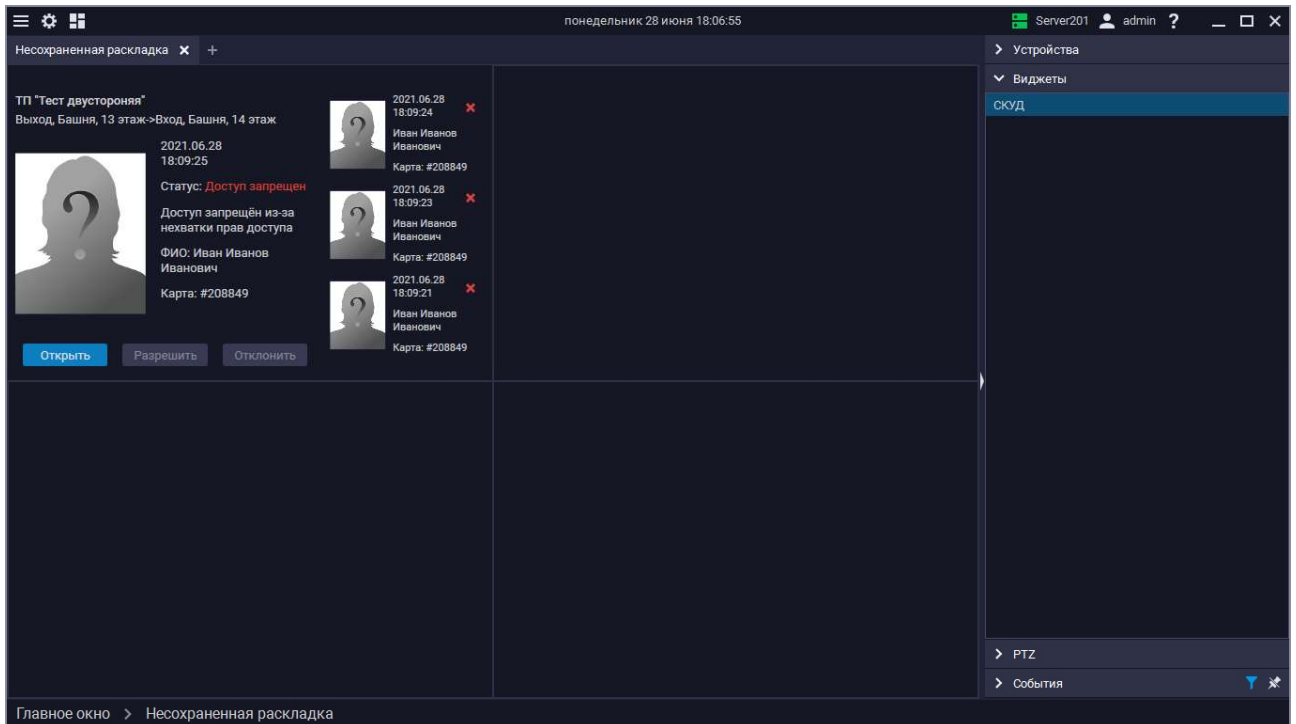 понедельник 28 июня 18:06:55
Server201 admin ?
Несохраненная раскладка
ТП "Тест двустороняя"
Выход, Башня, 13 этаж->Вход, Башня, 14 этаж
2021.06.28
18:09:25
Статус: Доступ запрещен
Доступ запрещён из-за
нехватки прав доступа
ФИО: Иван Иванов
Иванович
Карта: #208849
Открыть
Разрешить
Отклонить
2021.06.28
18:09:24
Иван Иванов
Иванович
Карта: #208849
2021.06.28
18:09:23
Иван Иванов
Иванович
Карта: #208849
2021.06.28
18:09:21
Иван Иванов
Иванович
Карта: #208849
Устройства
Виджеты
СКУД
PTZ
События
Главное окно > Несохраненная раскладка